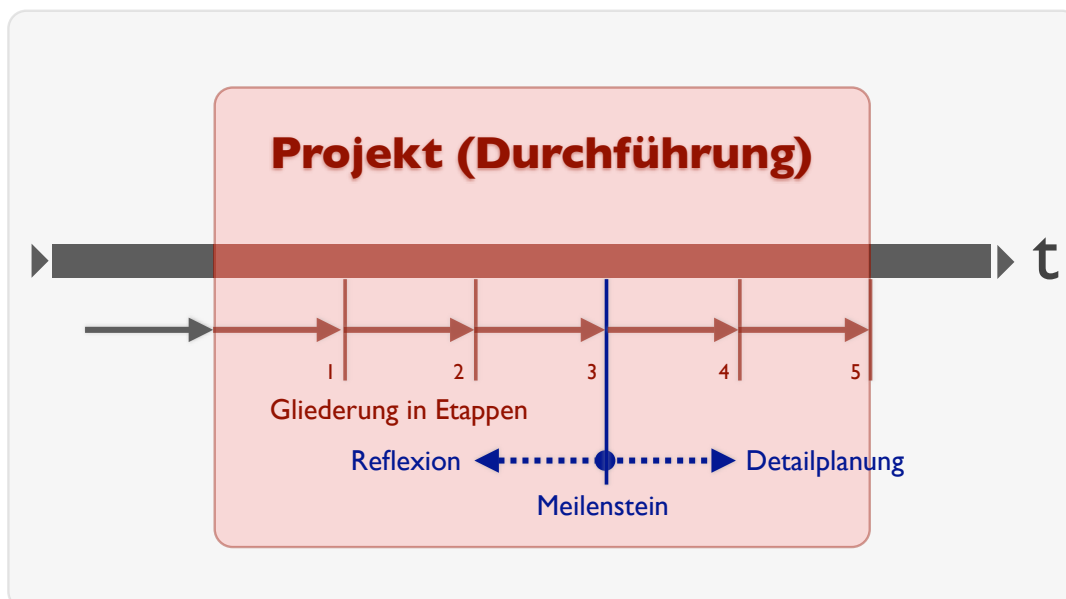 Projekt (Durchführung)
t
1 2 3 4 5
Gliederung in Etappen
Reflexion Detailplanung
Meilenstein